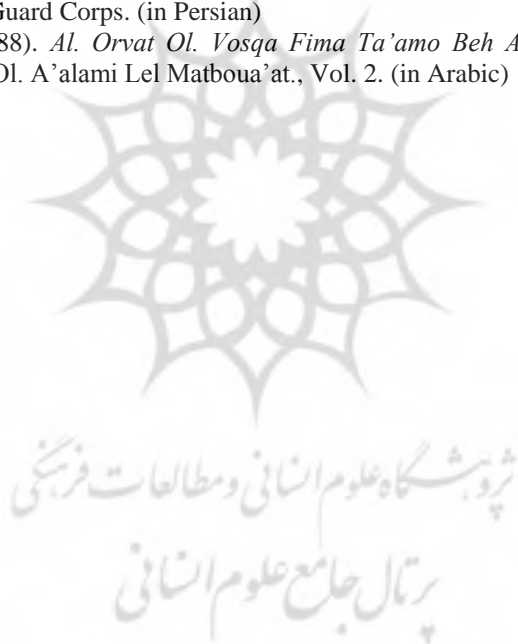 Guard Corps. (in Persian)
88). Al. Orvat Ol. Vosqa Fima Ta’amo Beh A
Ol. A’alami Lel Matboua’at., Vol. 2. (in Arabic)
پژوهشگاه علوم انسانی و مطالعات فرهنگی
پرتال جامع علوم انسانی